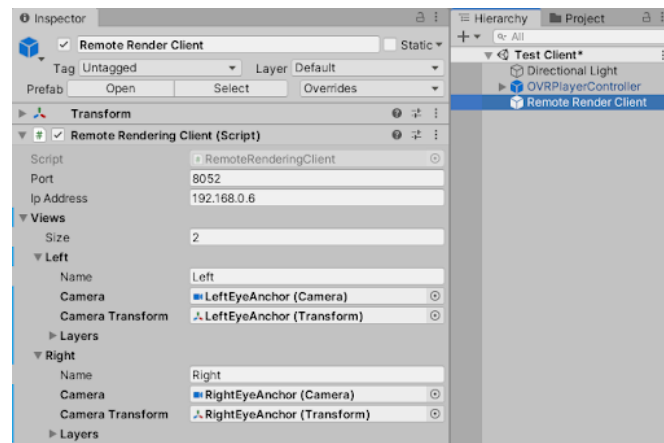 Inspector
Remote Render Client
Static
Tag Untagged Layer Default
Prefab Open Select Overrides
Transform
# Remote Rendering Client (Script)
Script # RemoteRenderingClient
Port 8052
Ip Address 192.168.0.6
Views
Size 2
Left
Name Left
Camera LeftEyeAnchor (Camera)
Camera Transform LeftEyeAnchor (Transform)
Layers
Right
Name Right
Camera RightEyeAnchor (Camera)
Camera Transform RightEyeAnchor (Transform)
Layers
Hierarchy Project
+ All
Test Client*
Directional Light
OVRPlayerController
Remote Render Client